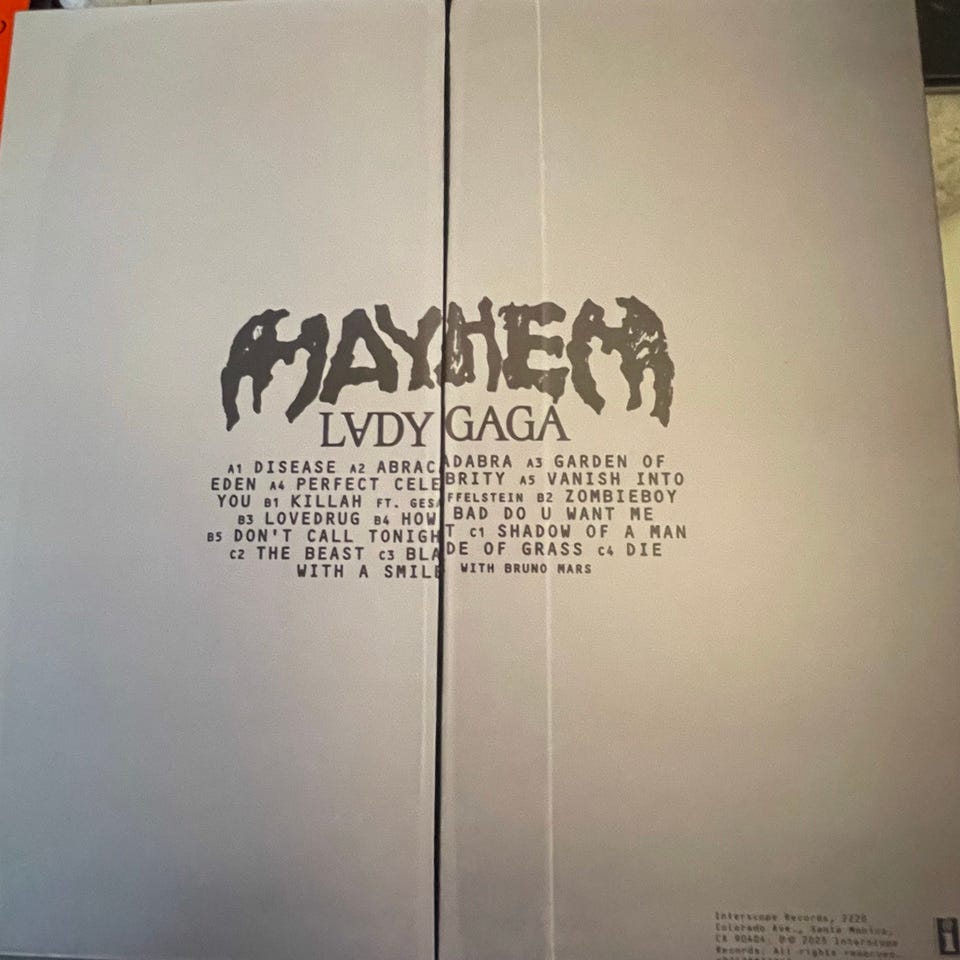 MAYHEM
LADY GAGA
A1 DISEASE A2 ABRACADABRA A3 GARDEN OF
EDEN A4 PERFECT CELEBRITY A5 VANISH INTO
YOU B1 KILLAH FT. GESAFFELSTEIN B2 ZOMBIEBOY
B3 LOVEDRUG B4 HOW BAD DO U WANT ME
B5 DON'T CALL TONIGHT C1 SHADOW OF A MAN
C2 THE BEAST C3 BLADE OF GRASS C4 DIE
WITH A SMILE WITH BRUNO MARS
Interscope Records, 2220
Colorado Ave., Santa Monica,
CA 90404. ℗© 2025 Interscope
Records. All rights reserved.
i